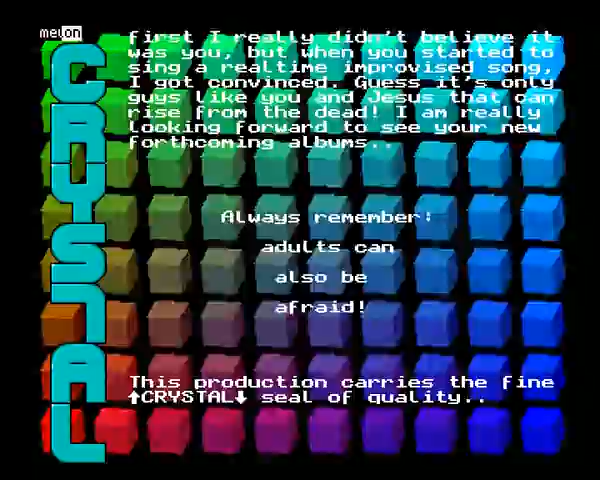 melon
CRYSTAL
first I really didn't believe it
was you, but when you started to
sing a realtime improvised song,
I got convinced. Guess it's only
guys like you and Jesus that can
rise from the dead! I am really
looking forward to see your new
forthcoming albums..
Always remember!
adults can
also be
afraid!
This production carries the fine
↑CRYSTAL↓ seal of quality..